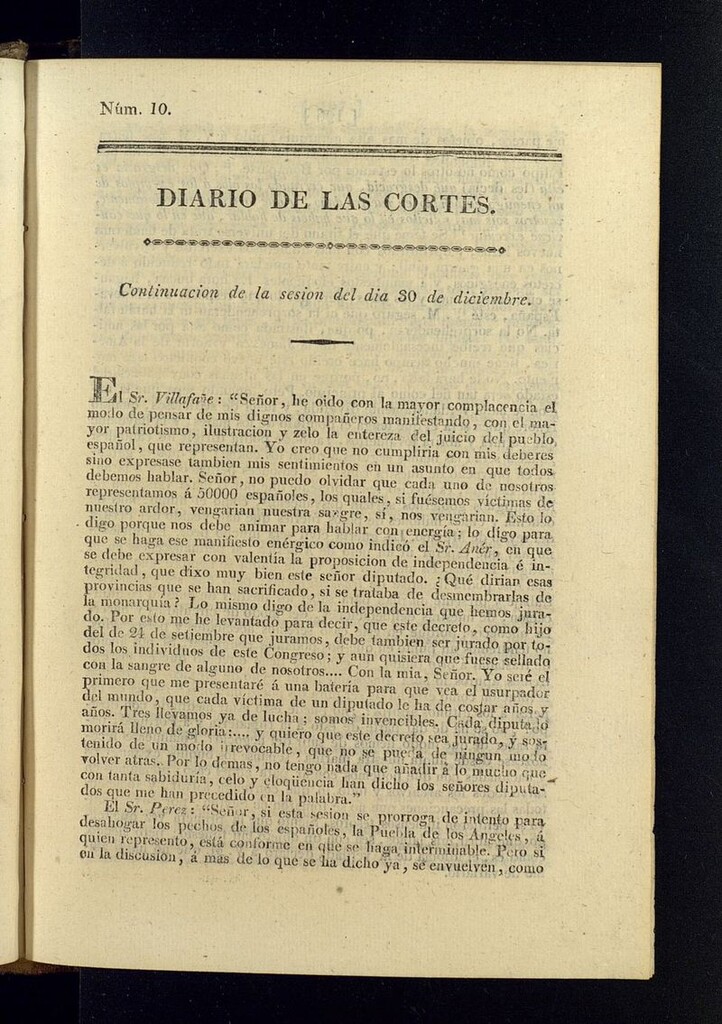 Núm. 10.
DIARIO DE LAS CORTES.
Continuacion de la sesion del dia 30 de diciembre.
El Sr. Villafañe: “Señor, he oido con la mayor complacencia el
modo de pensar de mis dignos compañeros manifestando, con el ma-
yor patriotismo, ilustracion y zelo la entereza del juicio del pueblo
español, que representan. Yo creo que no cumpliria con mis deberes
sino expresase tambien mis sentimientos en un asunto en que todos
debemos hablar. Señor, no puedo olvidar que cada uno de nosotros
representamos á 50000 españoles, los quales, si fuésemos víctimas de
nuestro ardor, vengarian nuestra sangre, si, nos vengarian. Esto lo
digo porque nos debe animar para hablar con energía; lo digo para
que se haga ese manifiesto enérgico como indicó el Sr. Anér, en que
se debe expresar con valentía la proposicion de independencia é in-
tegridad, que dixo muy bien este señor diputado. ¿Qué dirian esas
provincias que se han sacrificado, si se trataba de desmembrarlas de
la monarquía? Lo mismo digo de la independencia que hemos jura-
do. Por esto me he levantado para decir, que este decreto, como hijo
del de 24 de setiembre que juramos, debe tambien ser jurado por to-
dos los individuos de este Congreso; y aun quisiera que fuese sellado
con la sangre de alguno de nosotros.... Con la mia, Señor. Yo seré el
primero que me presentaré á una batería para que vea el usurpador
del mundo, que cada víctima de un diputado le ha de costar años y
años. Tres llevamos ya de lucha: somos invencibles. Cada diputado
morirá lleno de gloria:.... y quiero que este decreto sea jurado, y sos-
tenido de un modo irrevocable, que no se pueda de ningun modo
volver atras. Por lo demas, no tengo nada que añadir á lo mucho que
con tanta sabiduría, celo y eloqüencia han dicho los señores diputa-
dos que me han precedido en la palabra.”
El Sr. Perez: “Señor, si esta sesion se prorroga de intento para
desahogar los pechos de los españoles, la Puebla de los Angeles, á
quien represento, está conforme en que se haga interminable. Pero si
en la discusion, á mas de lo que se ha dicho ya, se envuelven, como